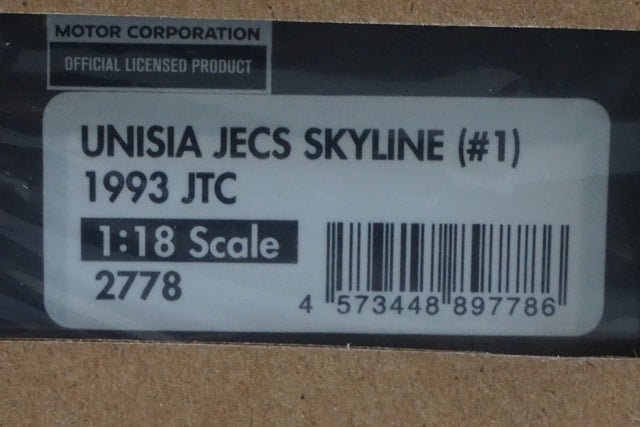 MOTOR CORPORATION
OFFICIAL LICENSED PRODUCT
UNISIA JECS SKYLINE (#1)
1993 JTC
1:18 Scale
2778
4 573448 897786